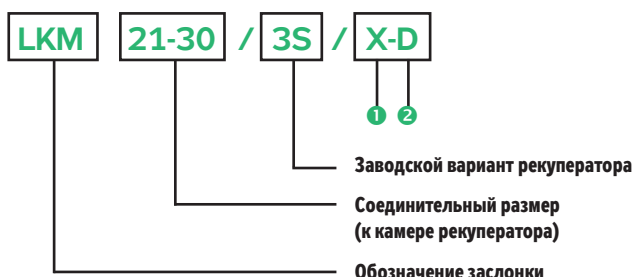 LKM 21-30 / 3S / X-D
1 2
Заводской вариант рекуператора
Соединительный размер
(к камере рекуператора)
Обозначение заслонки